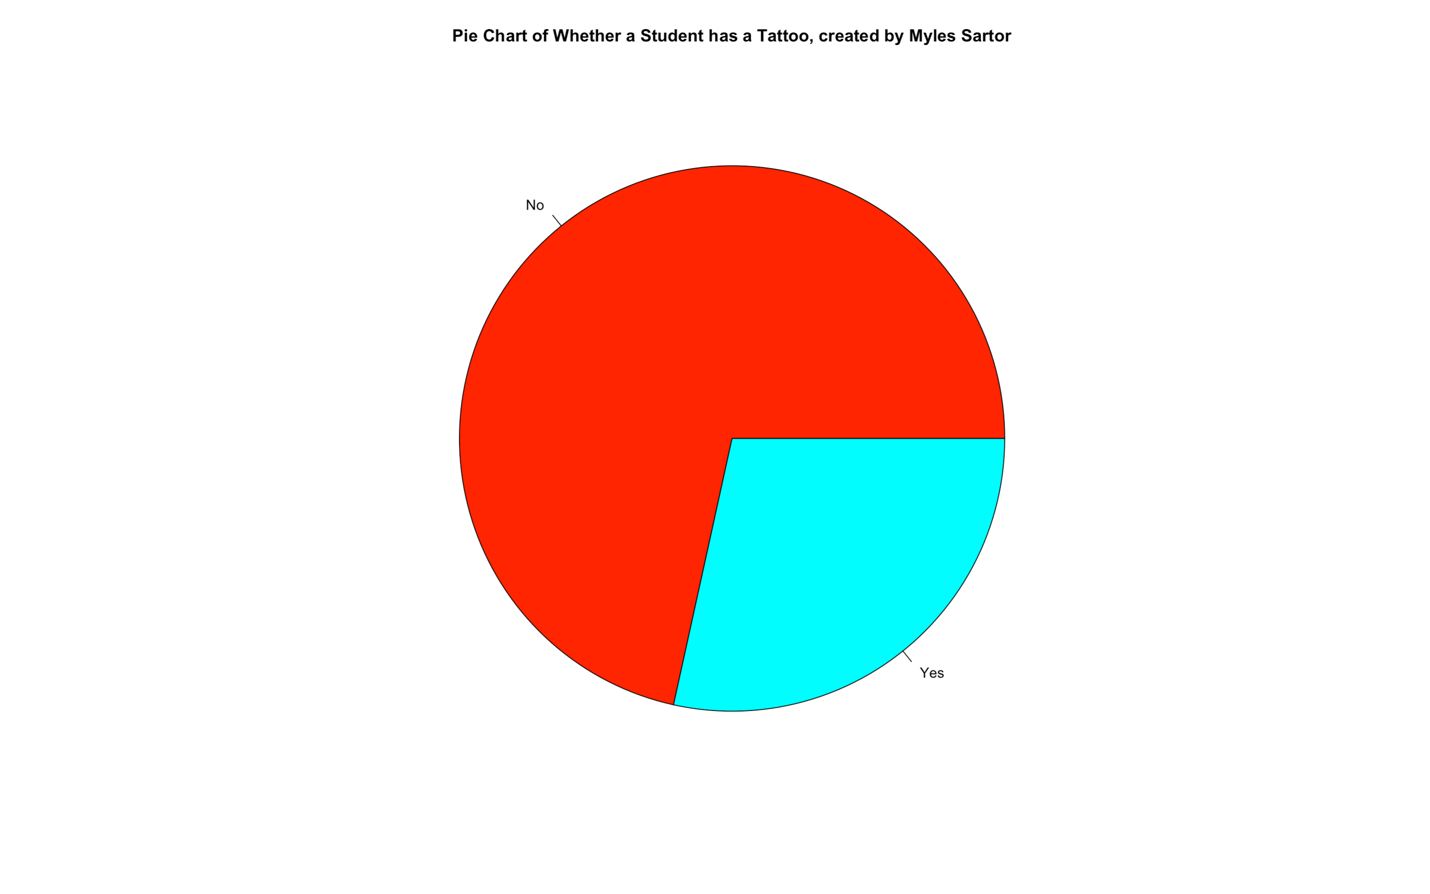 Pie Chart of Whether a Student has a Tattoo, created by Myles Sartor
No
Yes